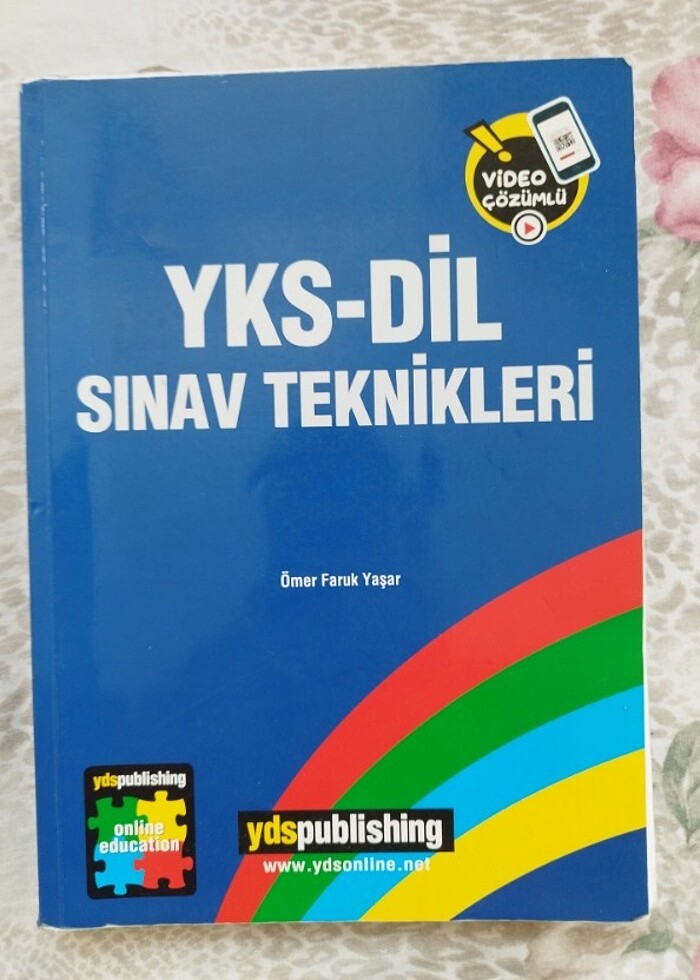 VİDEO
ÇÖZÜMLÜ
YKS-DİL
SINAV TEKNİKLERİ
Ömer Faruk Yaşar
ydspublishing
online
education
ydspublishing
www.ydsonline.net